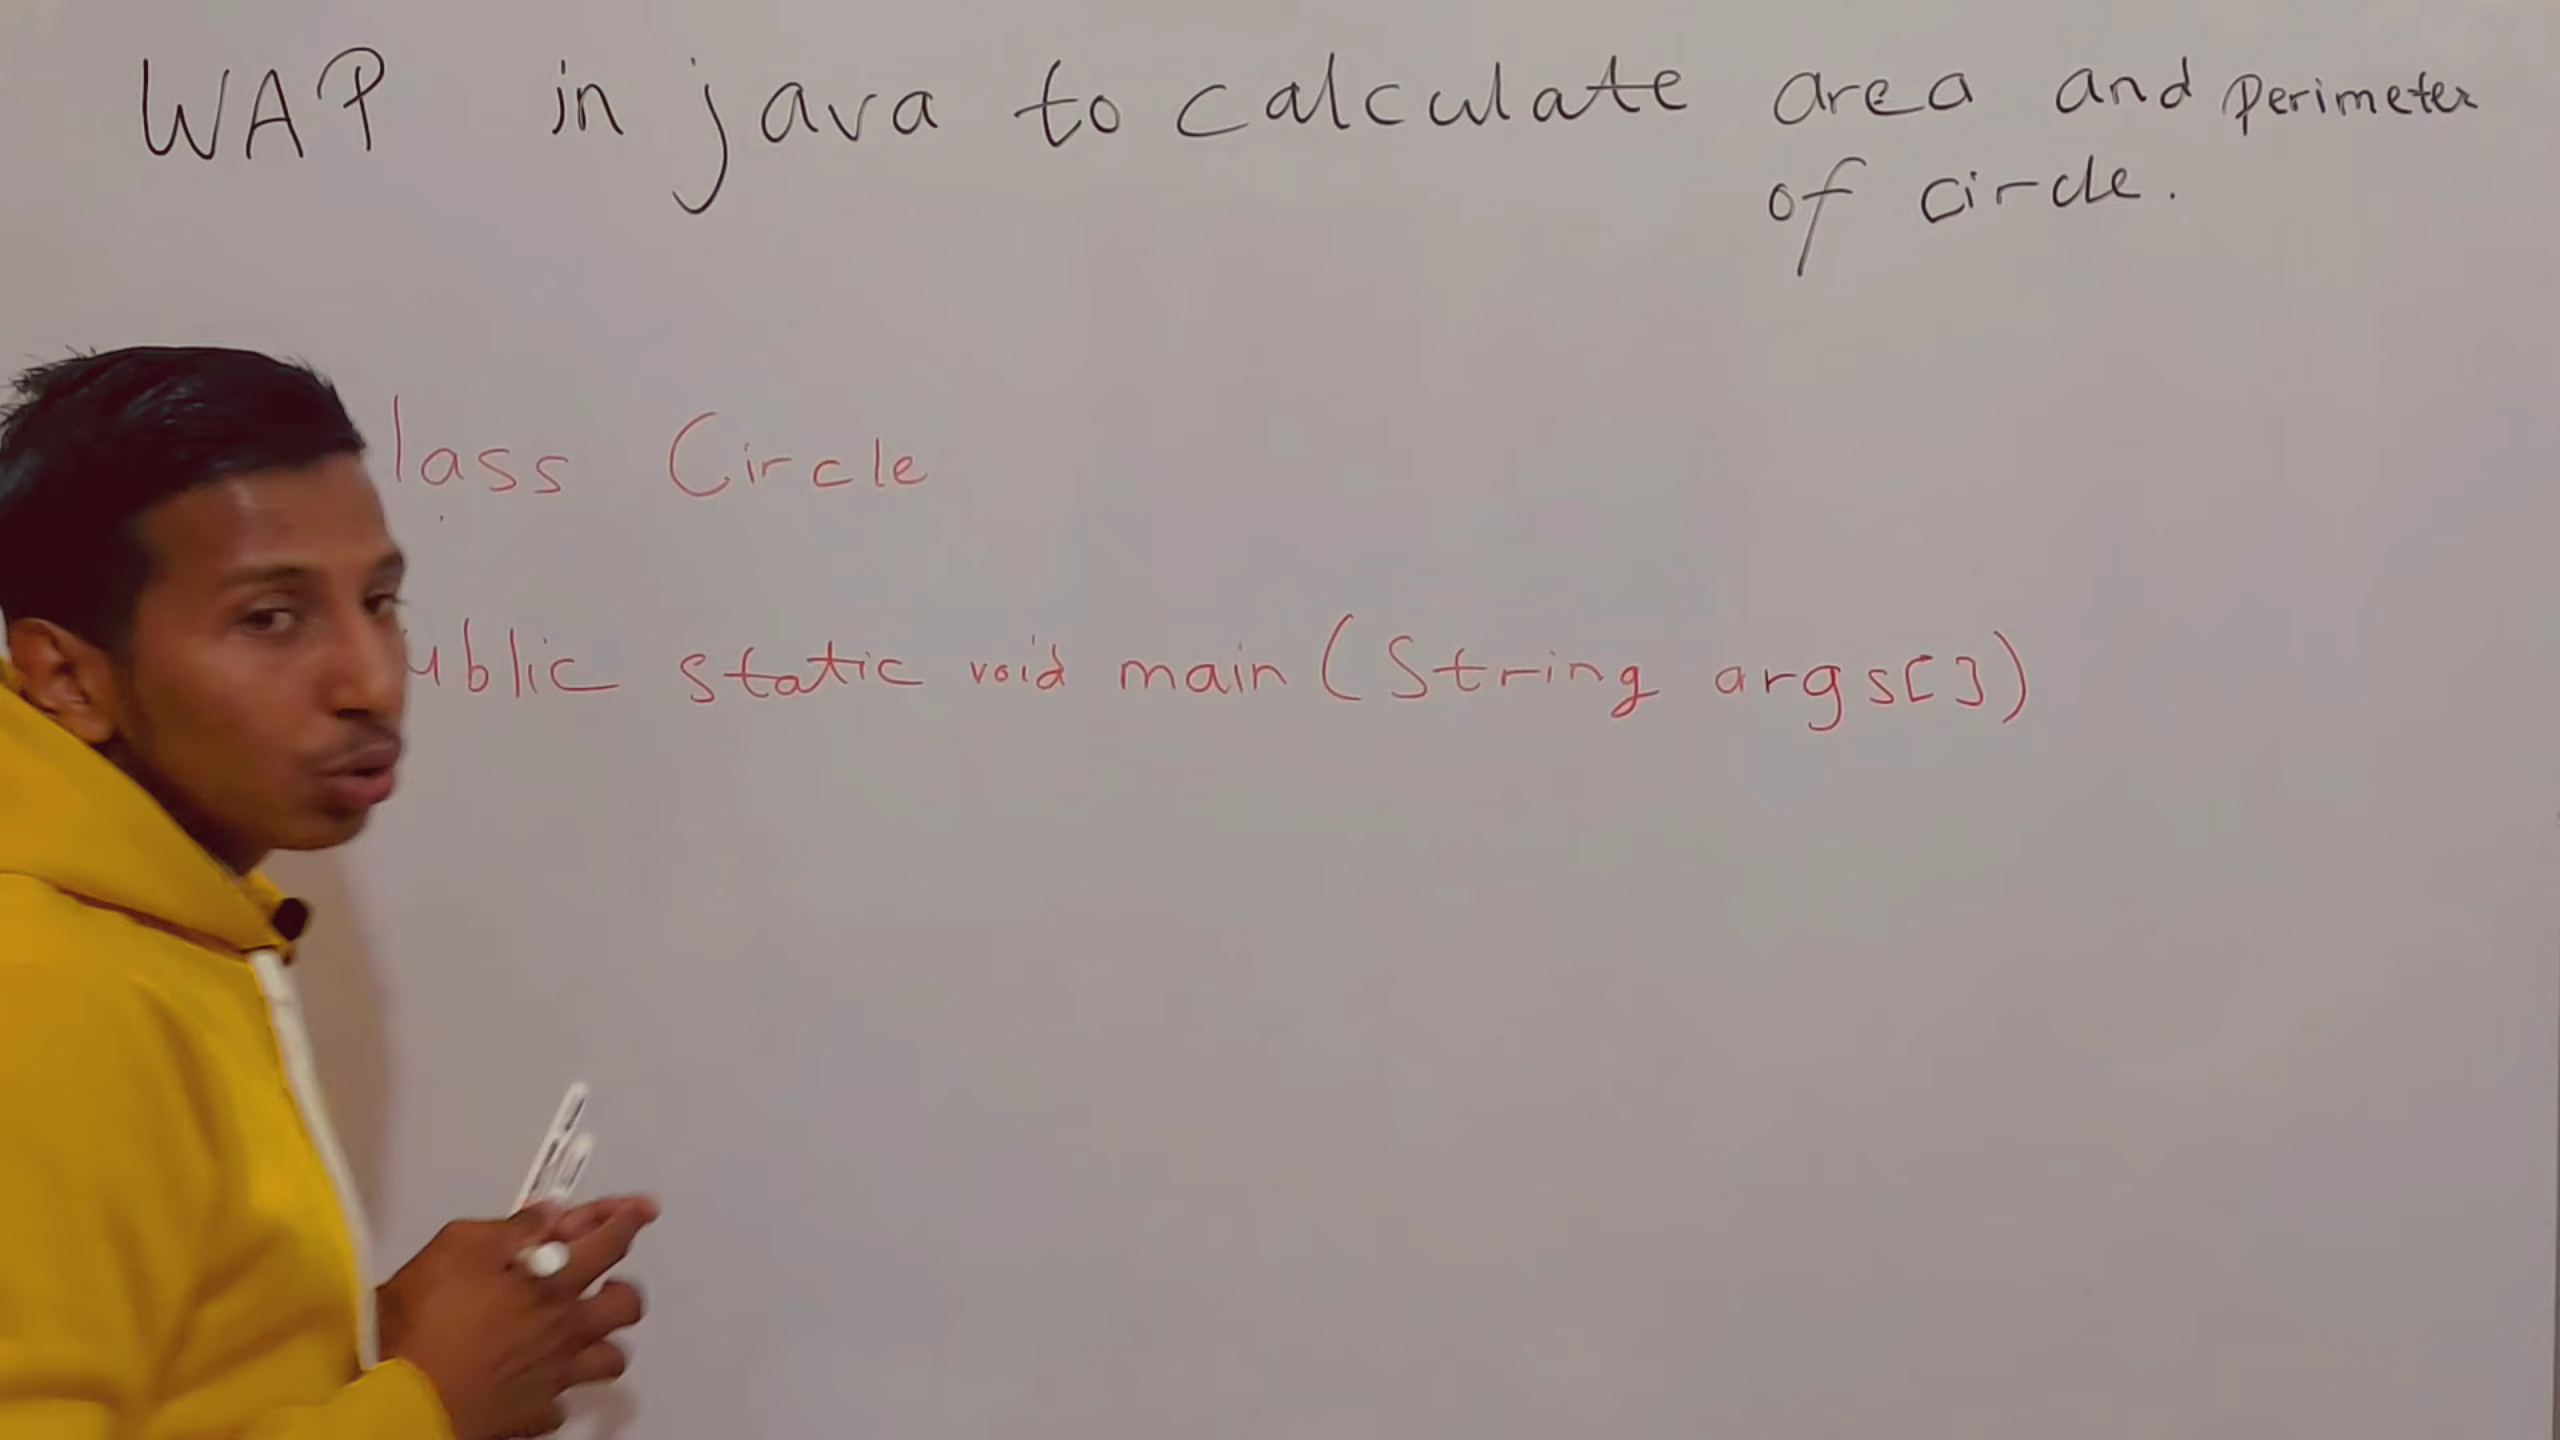 WAP in java to calculate area and perimeter
of circle.
lass Circle
ublic static void main (String args[])